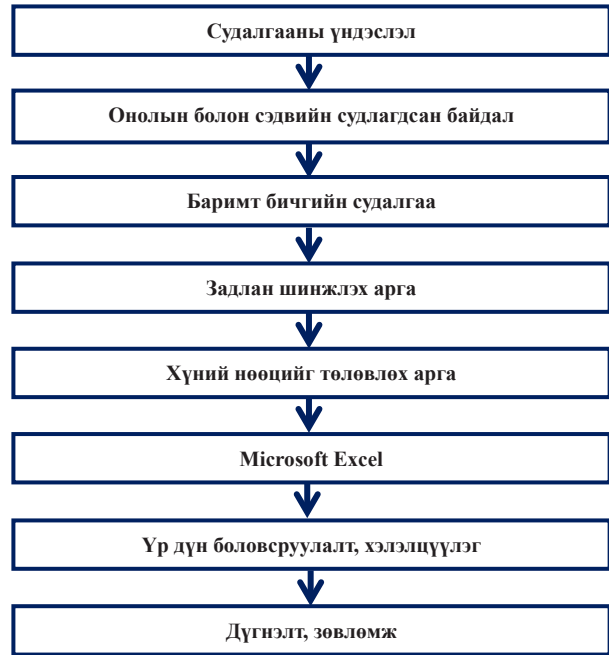 Судалгааны үндэслэл
Онолын болон сэдвийн судлагдсан байдал
Баримт бичгийн судалгаа
Задлан шинжлэх арга
Хүний нөөцийг төлөвлөх арга
Microsoft Excel
Үр дүн боловсруулалт, хэлэлцүүлэг
Дүгнэлт, зөвлөмж